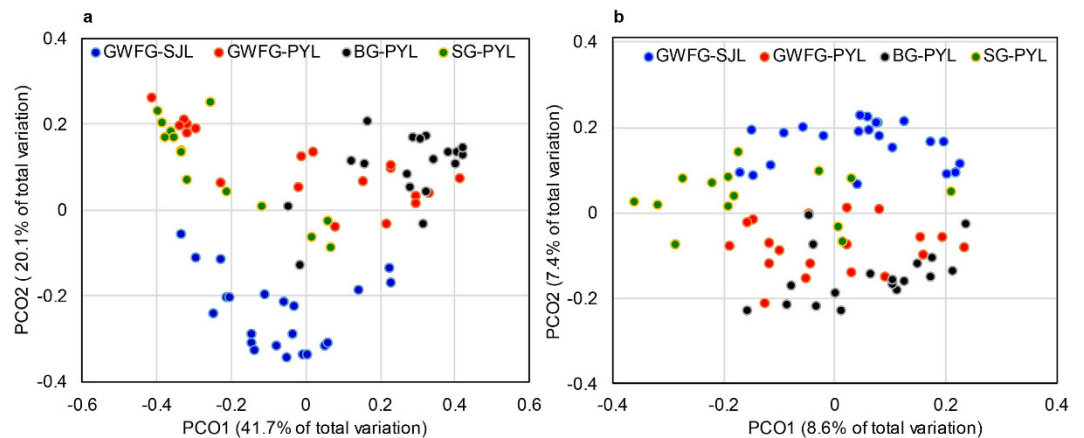 a
0.4
GWFG-SJL GWFG-PYL BG-PYL SG-PYL
0.2
0
-0.2
-0.4
-0.6 -0.4 -0.2 0 0.2 0.4 0.6
PCO1 (41.7% of total variation)
PCO2 ( 20.1% of total variation)
b
0.4
GWFG-SJL GWFG-PYL BG-PYL SG-PYL
0.2
0
-0.2
-0.4
-0.4 -0.2 0 0.2 0.4
PCO1 (8.6% of total variation)
PCO2 (7.4% of total variation)